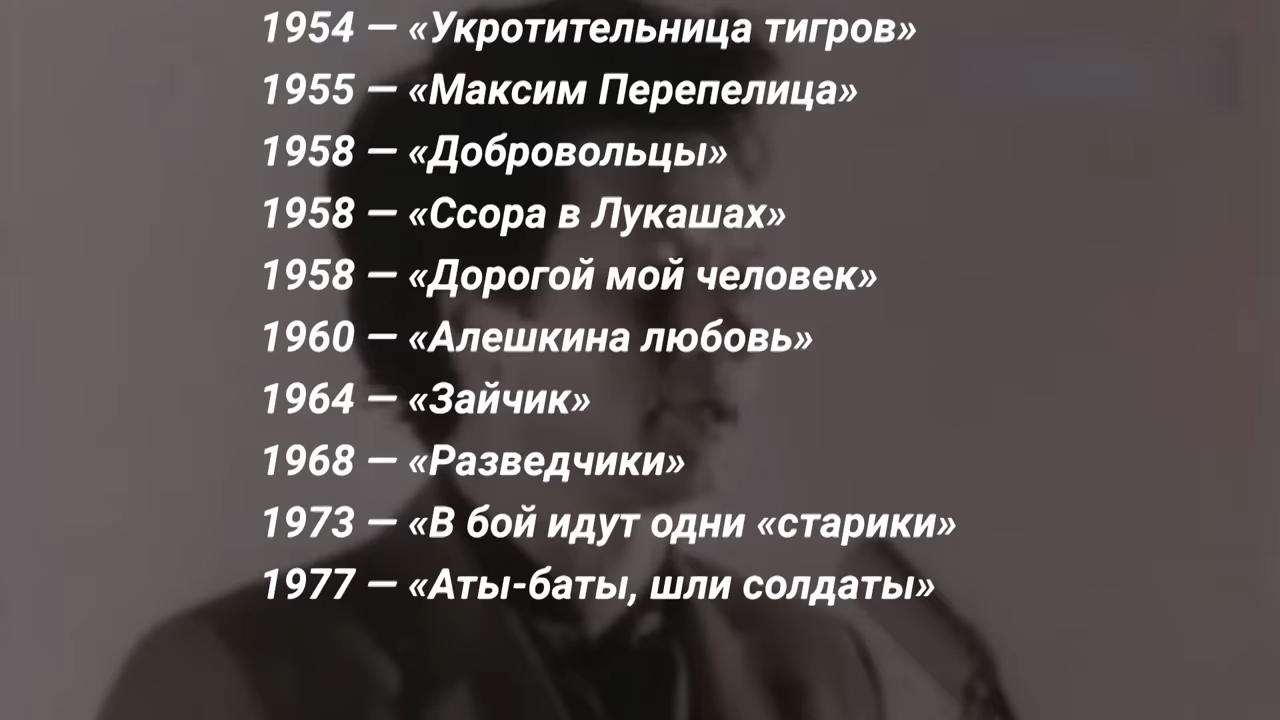 1954 — «Укротительница тигров»
1955 — «Максим Перепелица»
1958 — «Добровольцы»
1958 — «Ссора в Лукашах»
1958 — «Дорогой мой человек»
1960 — «Алешкина любовь»
1964 — «Зайчик»
1968 — «Разведчики»
1973 — «В бой идут одни «старики»
1977 — «Аты-баты, шли солдаты»